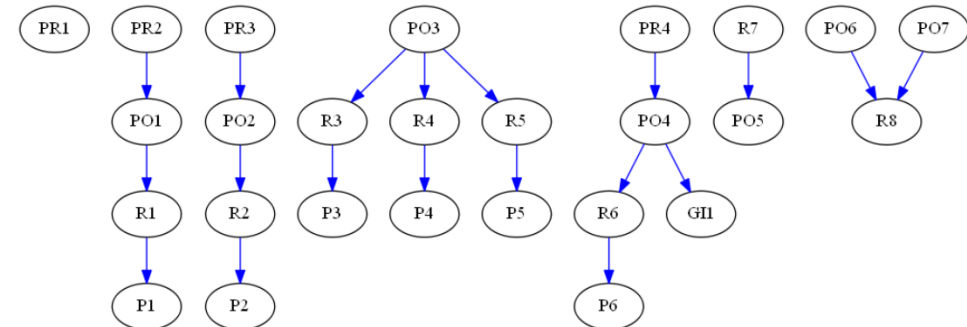 PR1 PR2 PR3 PO3 PR4 R7 PO6 PO7
PO1 PO2 R3 R4 R5 PO4 PO5 R8
R1 R2 P3 P4 P5 R6 GI1
P1 P2 P6